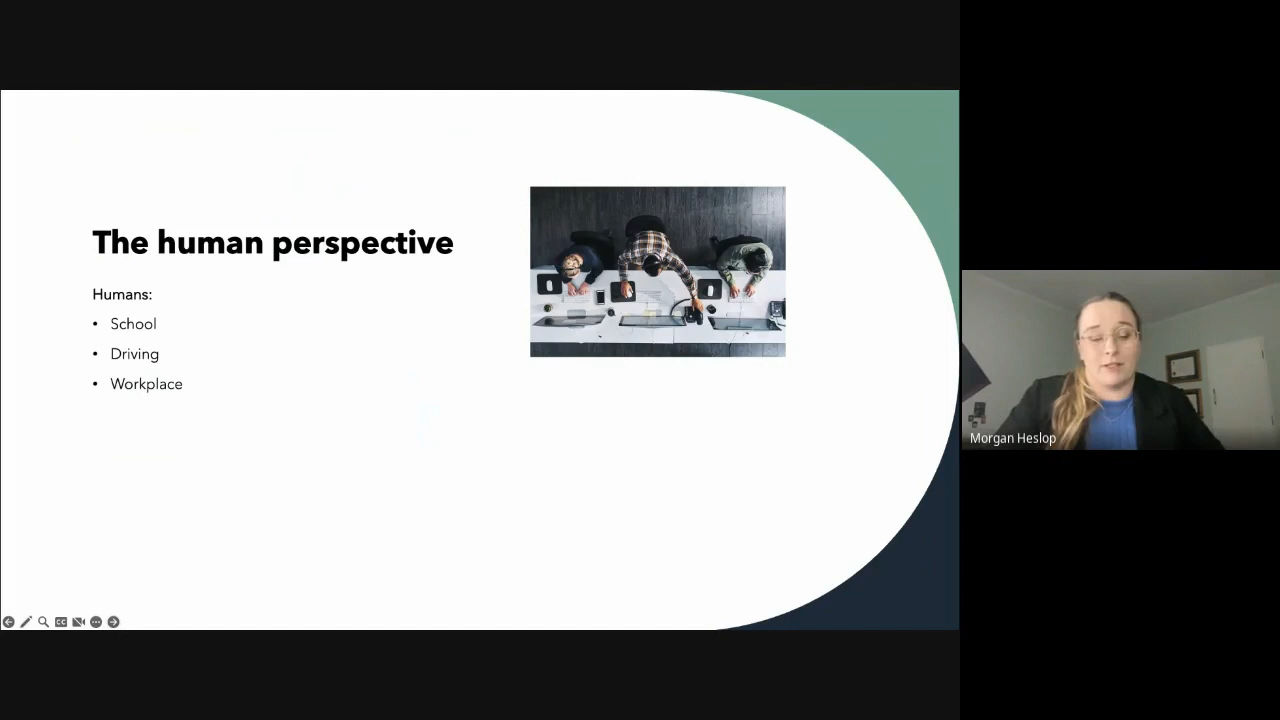 The human perspective
Humans:
• School
• Driving
• Workplace
Morgan Heslop